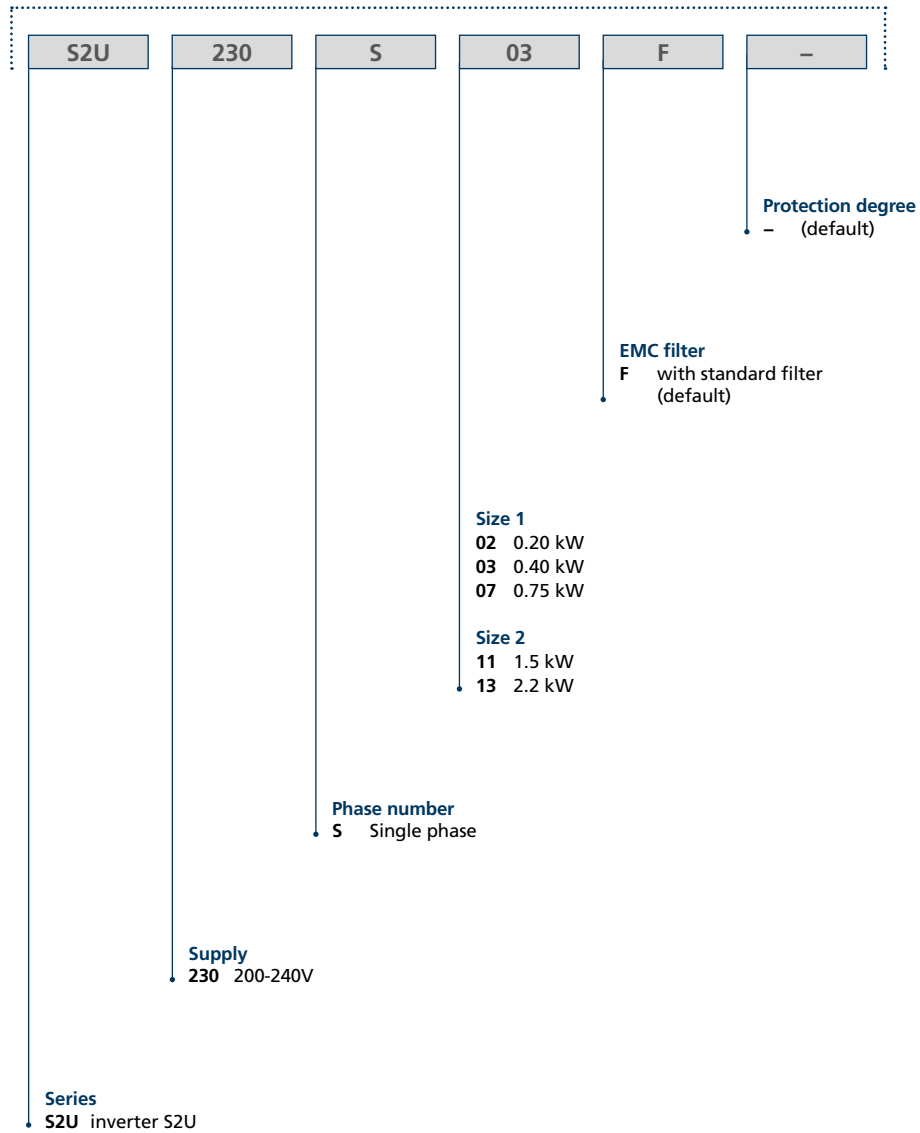 S2U 230 S 03 F –
Protection degree
– (default)
EMC filter
F with standard filter
(default)
Size 1
02 0.20 kW
03 0.40 kW
07 0.75 kW
Size 2
11 1.5 kW
13 2.2 kW
Phase number
S Single phase
Supply
230 200-240V
Series
S2U inverter S2U